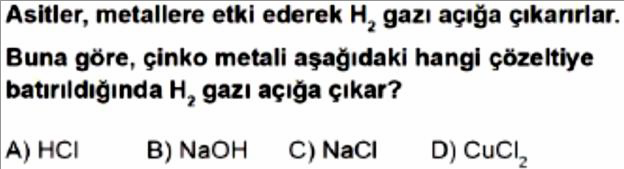 Asitler, metallere etki ederek H₂ gazı açığa çıkarırlar.
Buna göre, çinko metali aşağıdaki hangi çözeltiye
batırıldığında H₂ gazı açığa çıkar?
A) HCl B) NaOH C) NaCl D) CuCl₂